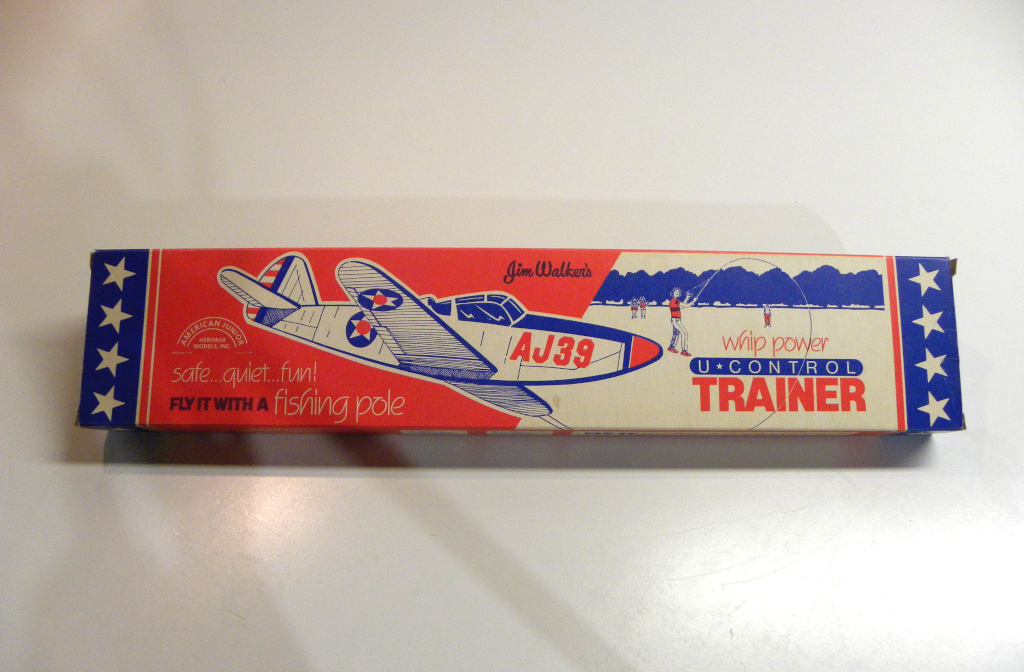 Jim Walker's
AMERICAN JUNIOR
HERITAGE
MODELS, INC.
AJ39
safe...quiet...fun!
FLY IT WITH A fishing pole
whip power
U★CONTROL
TRAINER